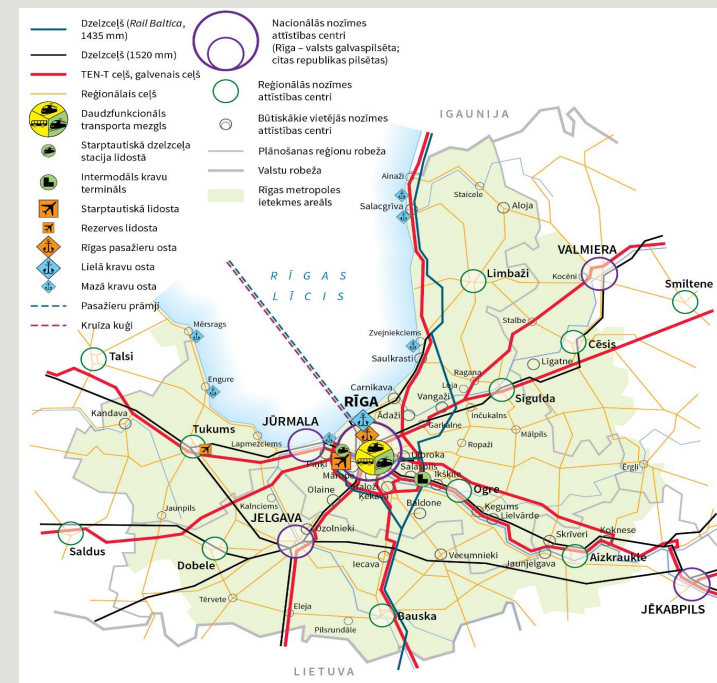 Dzelzceļš (Rail Baltica,
1435 mm)
Dzelzceļš (1520 mm)
TEN-T ceļš, galvenais ceļš
Reģionālais ceļš
Daudzfunkcionāls
transporta mezgls
Starptautiskā dzelzceļa
stacija lidostā
Intermodāls kravu
termināls
Starptautiskā lidosta
Rezerves lidosta
Rīgas pasažieru osta
Lielā kravu osta
Mazā kravu osta
Pasažieru prāmji
Kruīza kuģi
Nacionālās nozīmes
attīstības centri
(Rīga – valsts galvaspilsēta;
citas republikas pilsētas)
Reģionālās nozīmes
attīstības centri
Būtiskākie vietējās nozīmes
attīstības centri
Plānošanas reģionu robeža
Valstu robeža
Rīgas metropoles
ietekmes areāls
IGAUNIJA
Ainaži
Staicele
Salacgrīva
Aloja
VALMIERA
Kocēni
RĪGAS
LĪCIS
Limbaži
Smiltene
Stalbe
Mērsrags
Zvejniekciems
Cēsis
Talsi
Saulkrasti
Līgatne
Ragana
Engure
Lēja
Carnikava
Vangaži
Sigulda
RĪGA
Kandava
Ādaži
Inčukalns
JŪRMALA
Garkalne
Tukums
Mālpils
Lapmežciems
Ropaži
Ulbroka
Piņķi
Salaspils
Ērgļi
Mārupe
Ikšķile
Olaine
Baloži
Ogre
Ķekava
Baldone
Ķegums
Jaunpils
Kalnciems
Lielvārde
JELGAVA
Ozolnieki
Koknese
Skrīveri
Saldus
Dobele
Vecumnieki
Aizkraukle
Iecava
Jaunjelgava
Tērvete
Eleja
JĒKABPILS
Bauska
Pilsrundāle
LIETUVA